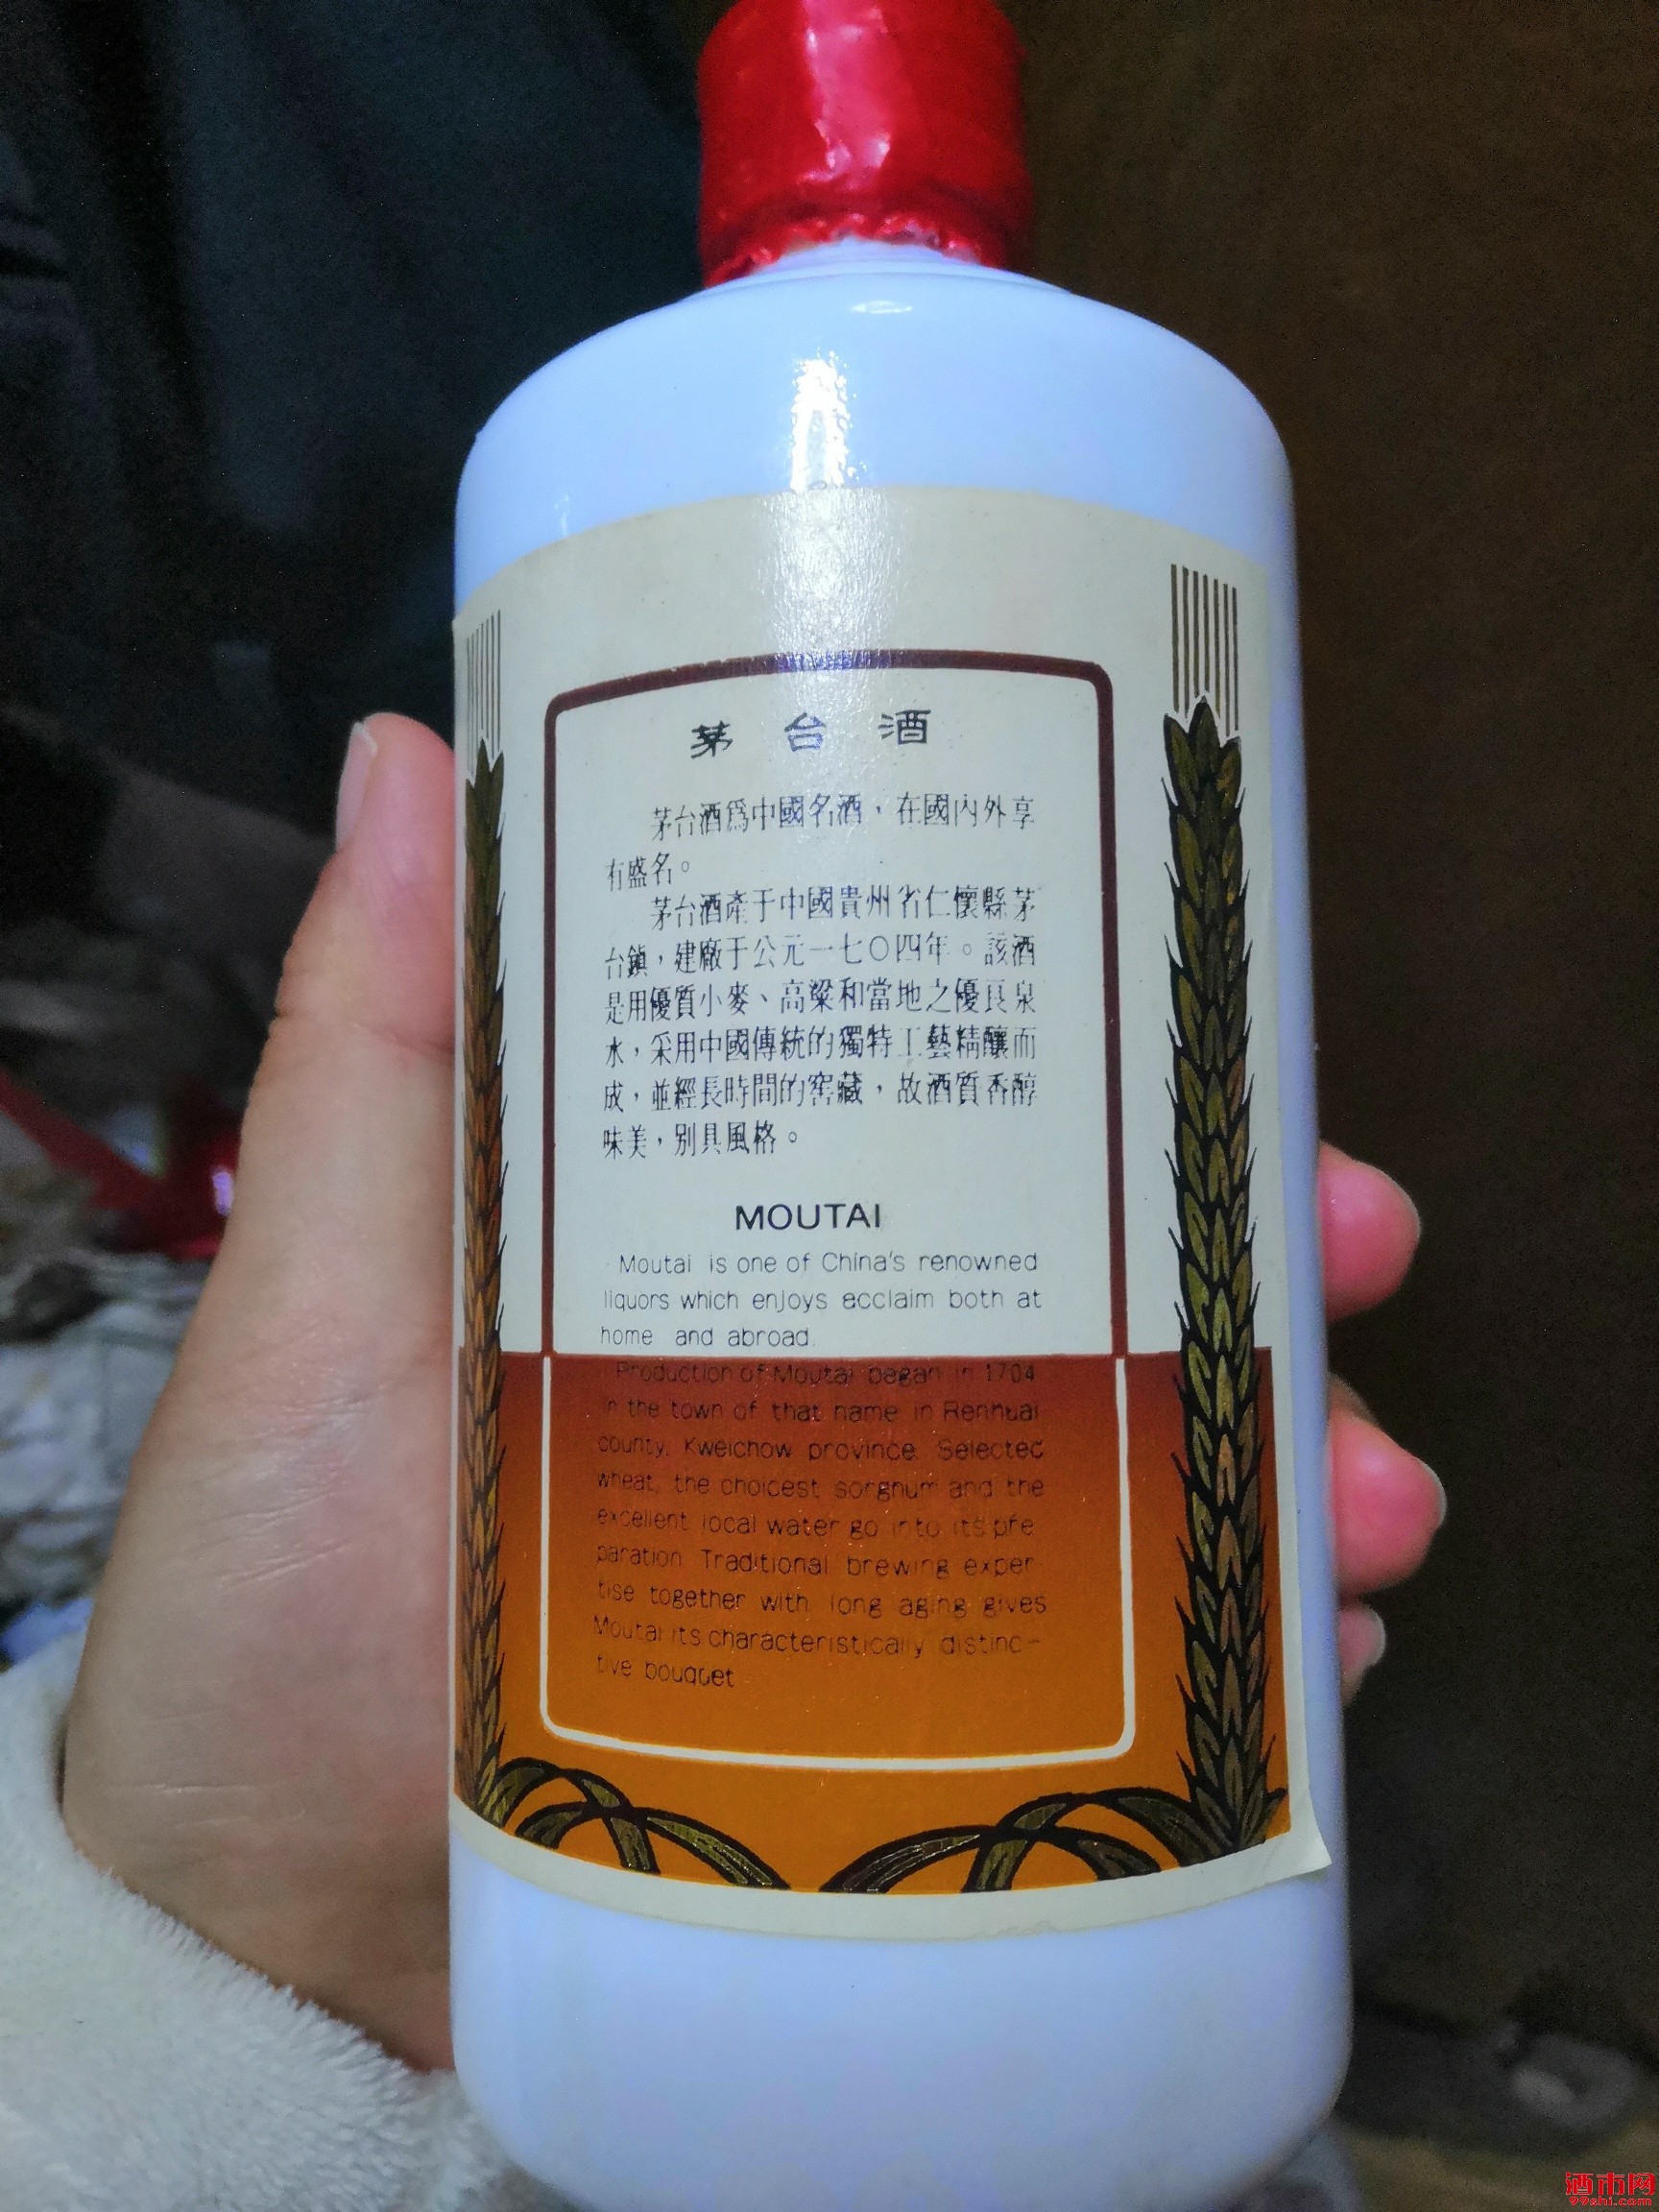 茅台酒
茅台酒爲中國名酒，在國內外享
有盛名。
茅台酒產于中國貴州省仁懷縣茅
台鎮，建廠于公元一七〇四年。該酒
是用優質小麥、高粱和當地之優良泉
水，采用中國傳統的獨特工藝精釀而
成，並經長時間的窖藏，故酒質香醇
味美，別具風格。
MOUTAI
Moutai is one of China's renowned
liquors which enjoys acclaim both at
home and abroad.
Production of Moutai began in 1704
in the town of that name in Renhuai
county, Kweichow province. Selected
wheat, the choicest sorghum and the
excellent local water go into its pre
paration Traditional brewing exper
tise together with long aging gives
Moutai its characteristically distinc-
tive bouquet
酒市网
99shi.com